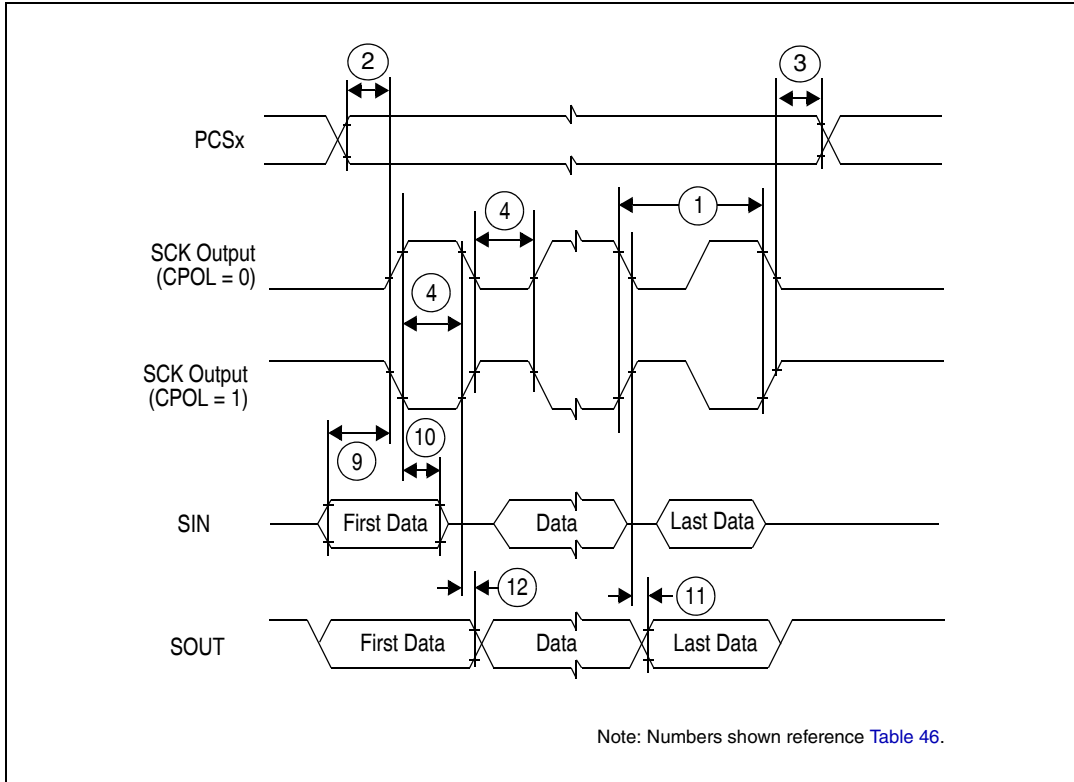 2
3
PCSx
4
1
SCK Output
(CPOL = 0)
4
SCK Output
(CPOL = 1)
10
9
SIN
First Data
Data
Last Data
12
11
SOUT
First Data
Data
Last Data
Note: Numbers shown reference Table 46.